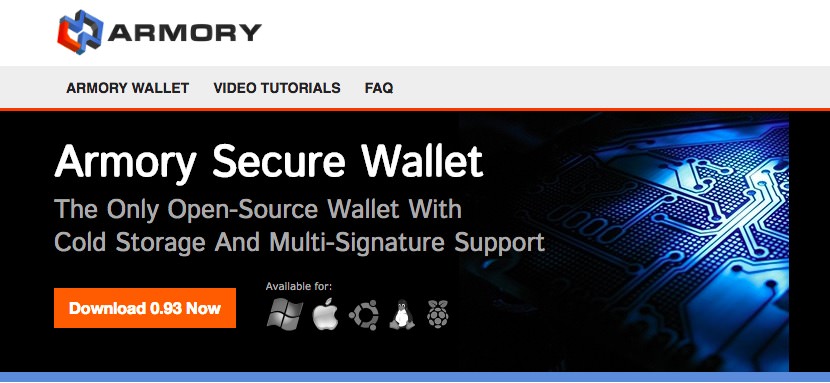 ARMORY
ARMORY WALLET VIDEO TUTORIALS FAQ
Armory Secure Wallet
The Only Open-Source Wallet With
Cold Storage And Multi-Signature Support
Available for:
Download 0.93 Now